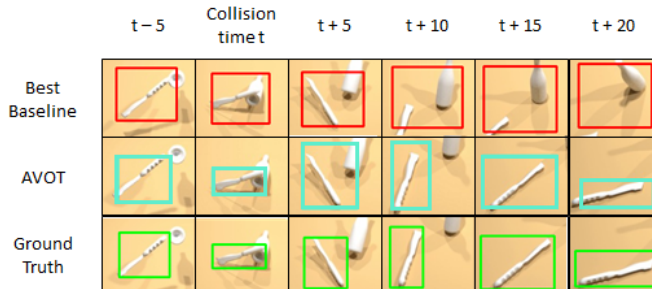 t – 5
Collision time t
t + 5
t + 10
t + 15
t + 20
Best
Baseline
AVOT
Ground
Truth